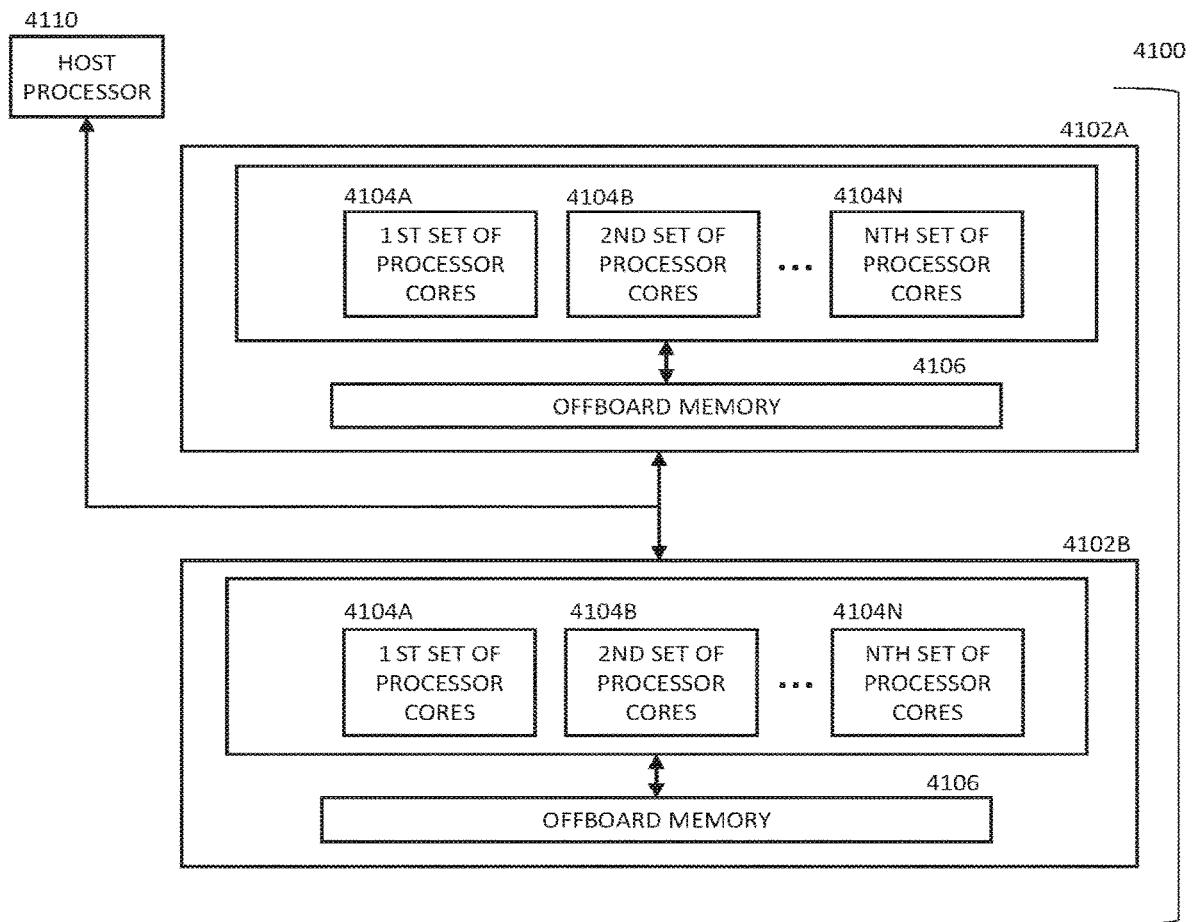 4110
HOST
PROCESSOR
4100
4102A
4104A
4104B
4104N
1 ST SET OF
PROCESSOR
CORES
2ND SET OF
PROCESSOR
CORES
...
NTH SET OF
PROCESSOR
CORES
4106
OFFBOARD MEMORY
4102B
4104A
4104B
4104N
1 ST SET OF
PROCESSOR
CORES
2ND SET OF
PROCESSOR
CORES
...
NTH SET OF
PROCESSOR
CORES
4106
OFFBOARD MEMORY